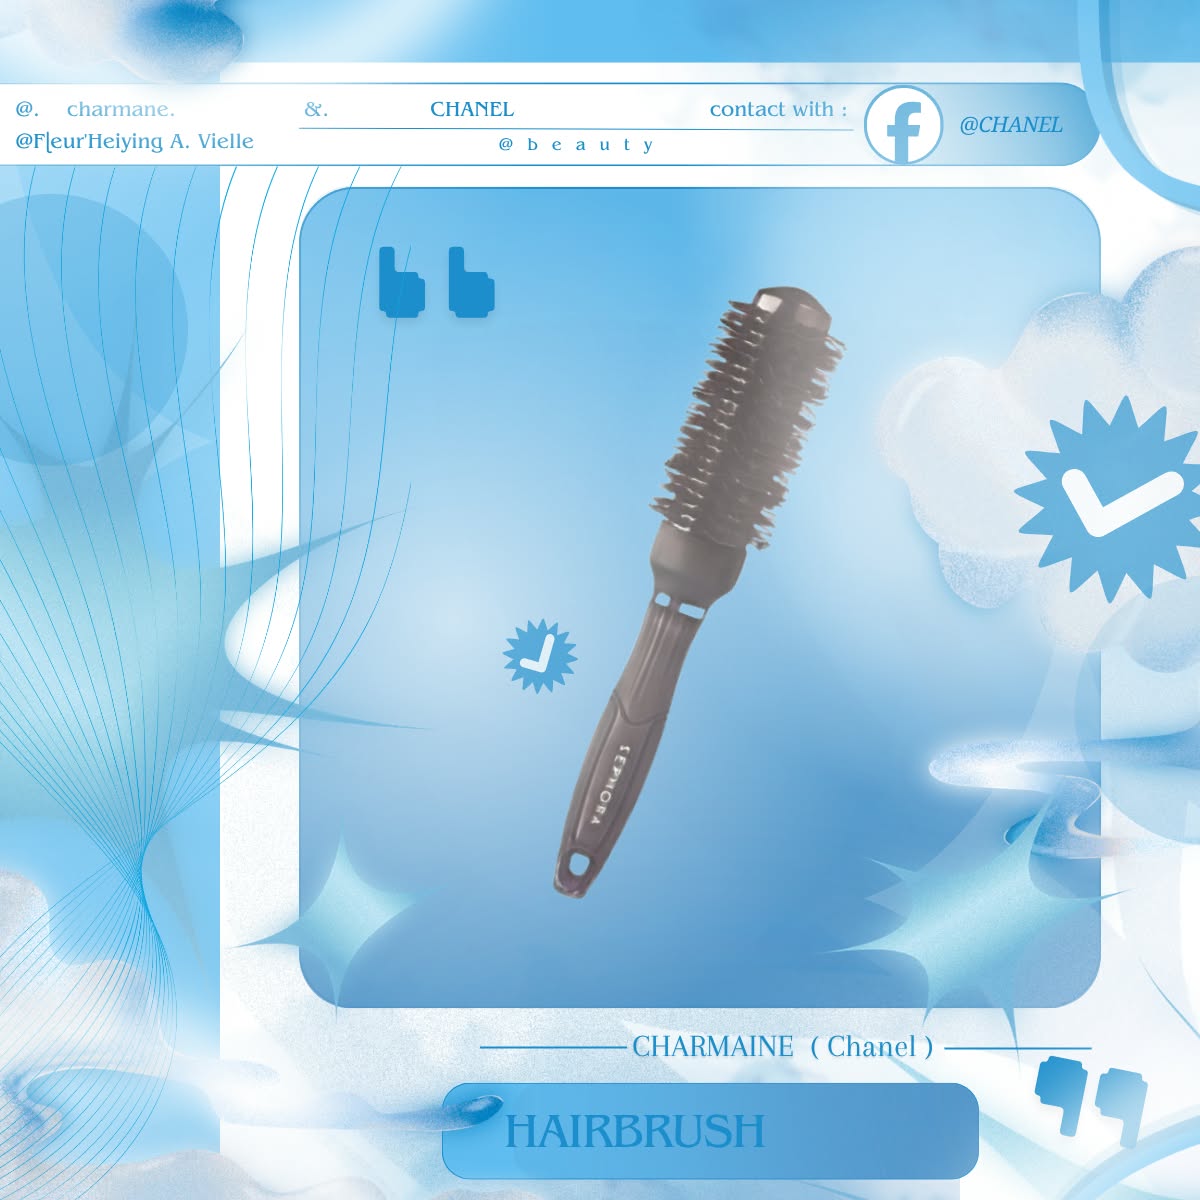 @. charmane. &. CHANEL contact with :
@CHANEL
@Fleur'Heiying A. Vielle @ b e a u t y
SEPHORA
CHARMAINE ( Chanel )
HAIRBRUSH